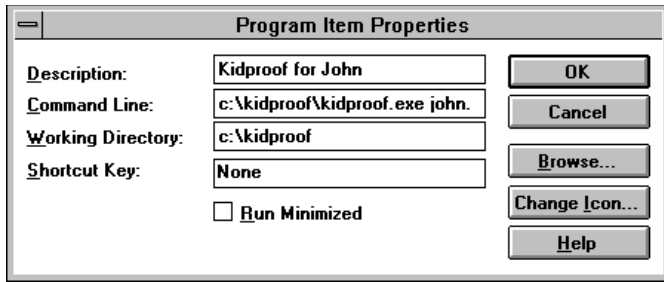 Program Item Properties
Description: Kidproof for John
Command Line: c:\kidproof\kidproof.exe john.
Working Directory: c:\kidproof
Shortcut Key: None
Run Minimized
OK
Cancel
Browse...
Change Icon...
Help